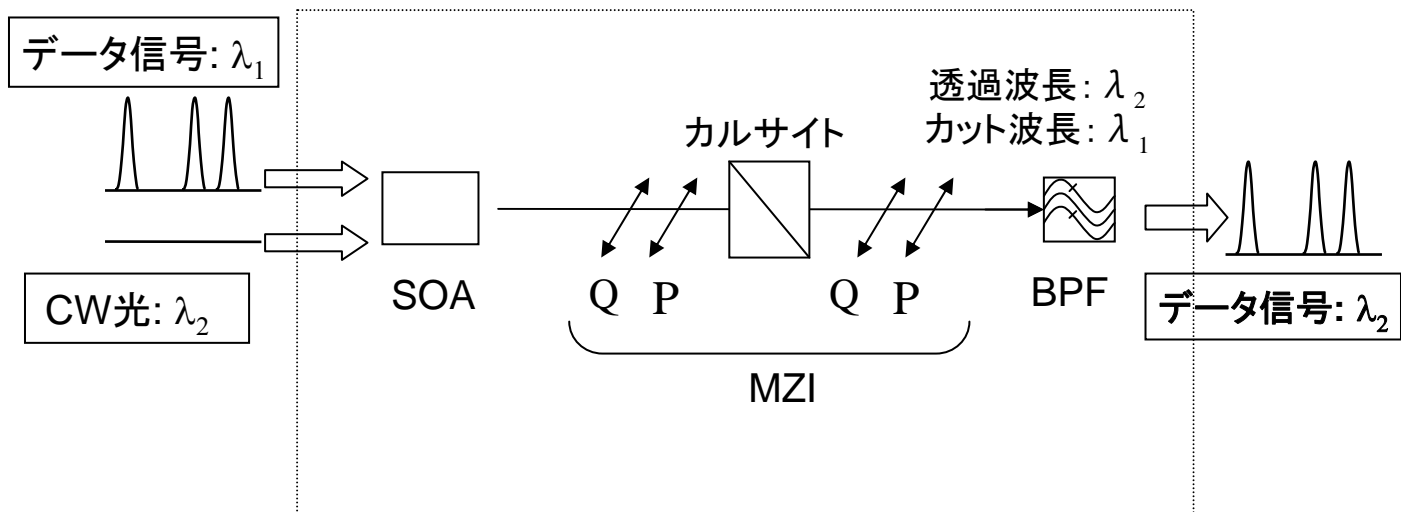 データ信号: λ1
透過波長: λ2
カット波長: λ1
カルサイト
SOA
Q P
Q P
BPF
CW光: λ2
データ信号: λ2
MZI